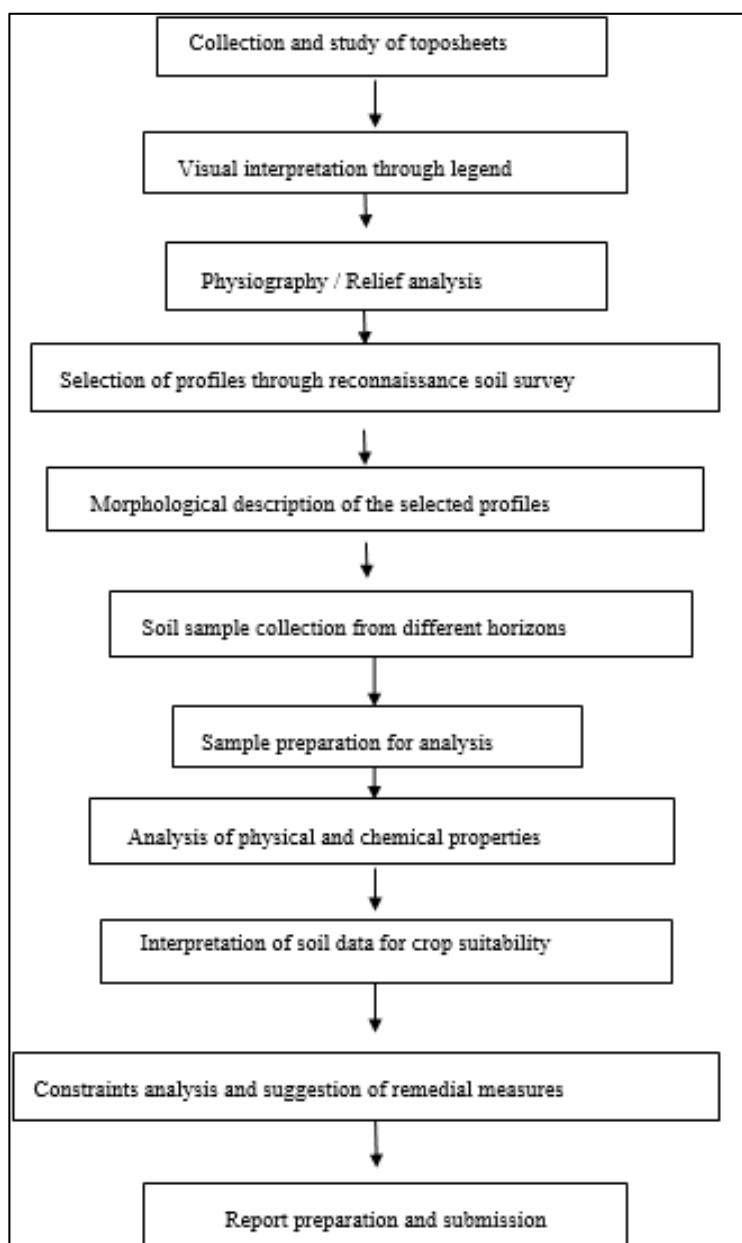 Collection and study of toposheets
Visual interpretation through legend
Physiography / Relief analysis
Selection of profiles through reconnaissance soil survey
Morphological description of the selected profiles
Soil sample collection from different horizons
Sample preparation for analysis
Analysis of physical and chemical properties
Interpretation of soil data for crop suitability
Constraints analysis and suggestion of remedial measures
Report preparation and submission